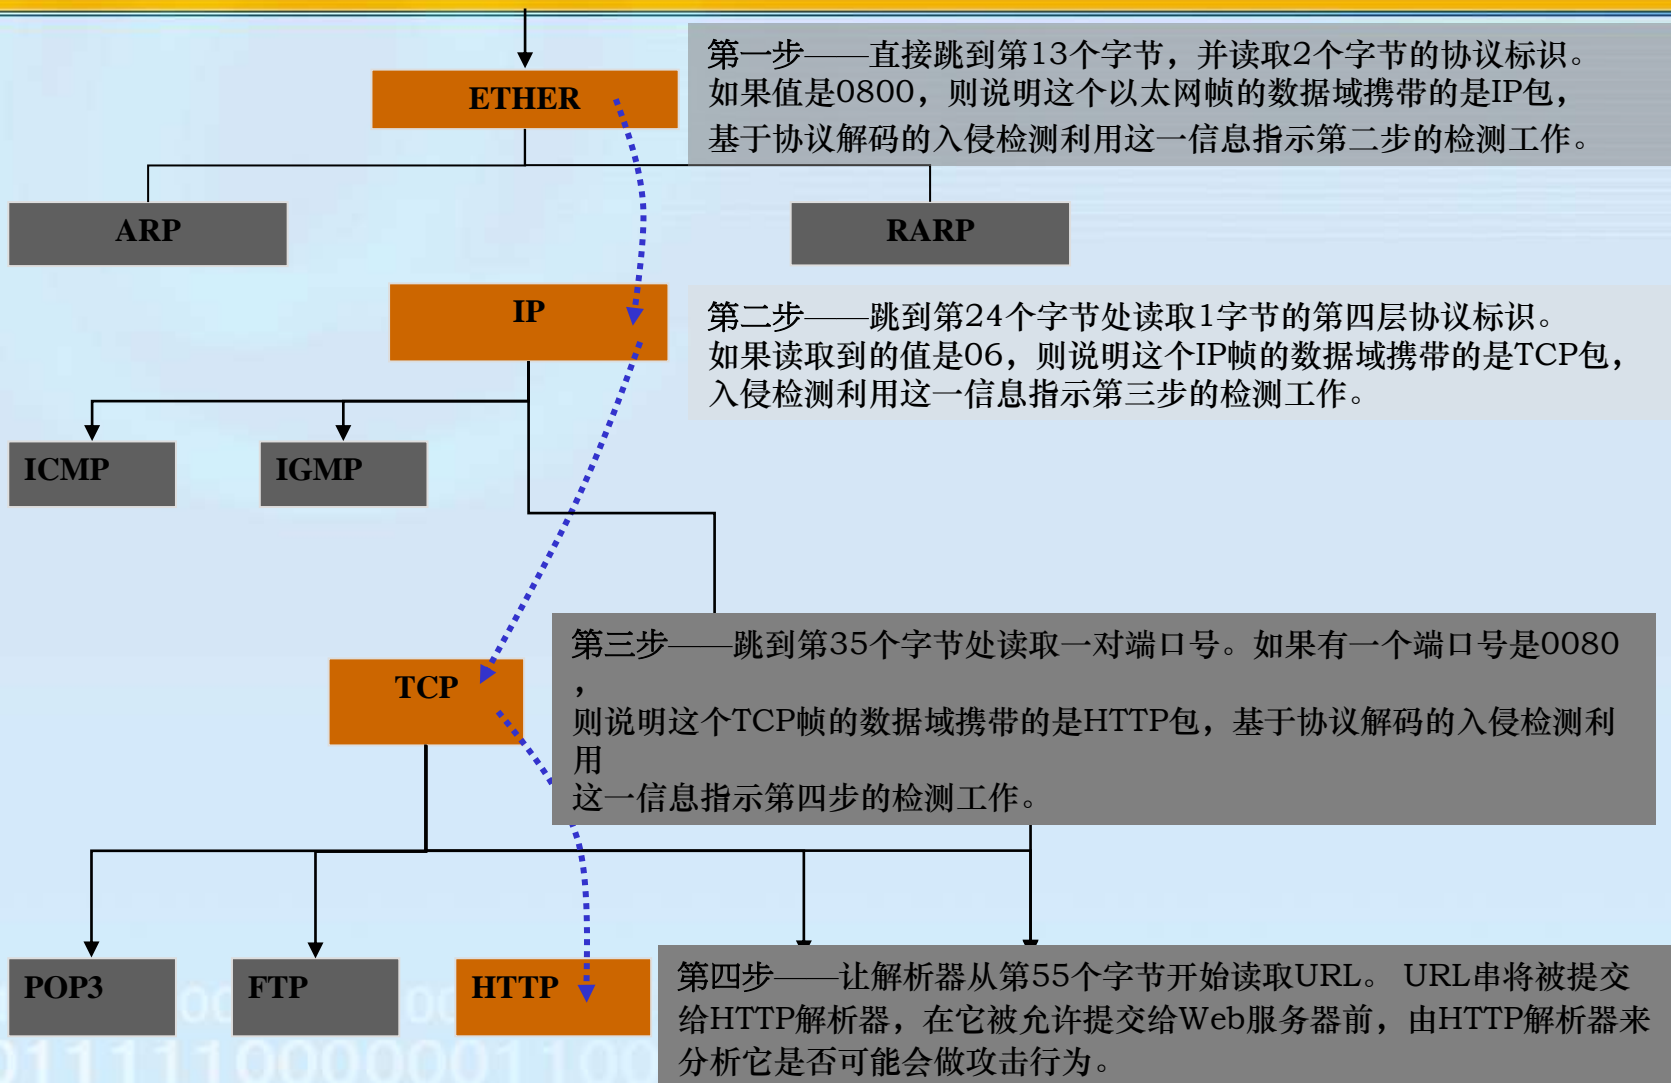 第一步——直接跳到第13个字节，并读取2个字节的协议标识。
如果值是0800，则说明这个以太网帧的数据域携带的是IP包，
基于协议解码的入侵检测利用这一信息指示第二步的检测工作。
ETHER
ARP
RARP
IP
第二步——跳到第24个字节处读取1字节的第四层协议标识。
如果读取到的值是06，则说明这个IP帧的数据域携带的是TCP包，
入侵检测利用这一信息指示第三步的检测工作。
ICMP
IGMP
TCP
第三步——跳到第35个字节处读取一对端口号。如果有一个端口号是0080
，
则说明这个TCP帧的数据域携带的是HTTP包，基于协议解码的入侵检测利
用
这一信息指示第四步的检测工作。
POP3
FTP
HTTP
第四步——让解析器从第55个字节开始读取URL。 URL串将被提交
给HTTP解析器，在它被允许提交给Web服务器前，由HTTP解析器来
分析它是否可能会做攻击行为。